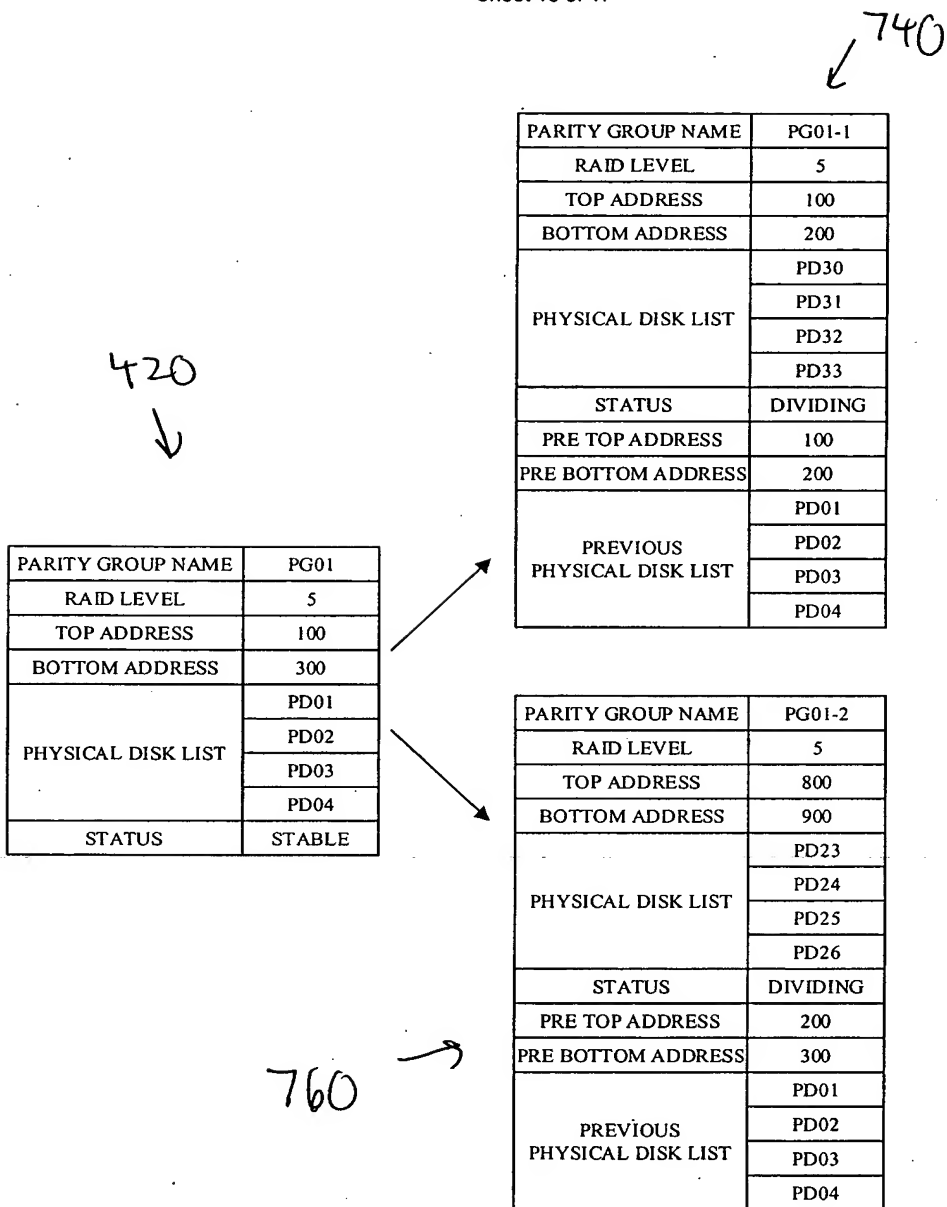 740
PARITY GROUP NAME PG01-1
RAID LEVEL 5
TOP ADDRESS 100
BOTTOM ADDRESS 200
PHYSICAL DISK LIST
PD30
PD31
PD32
PD33
STATUS DIVIDING
PRE TOP ADDRESS 100
PRE BOTTOM ADDRESS 200
PREVIOUS
PHYSICAL DISK LIST
PD01
PD02
PD03
PD04
420
PARITY GROUP NAME PG01
RAID LEVEL 5
TOP ADDRESS 100
BOTTOM ADDRESS 300
PHYSICAL DISK LIST
PD01
PD02
PD03
PD04
STATUS STABLE
760
PARITY GROUP NAME PG01-2
RAID LEVEL 5
TOP ADDRESS 800
BOTTOM ADDRESS 900
PHYSICAL DISK LIST
PD23
PD24
PD25
PD26
STATUS DIVIDING
PRE TOP ADDRESS 200
PRE BOTTOM ADDRESS 300
PREVIOUS
PHYSICAL DISK LIST
PD01
PD02
PD03
PD04